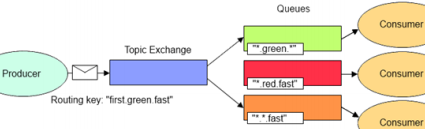 Queues
Topic Exchange
Producer
Routing key: "first.green.fast"
"*.green.*"
"*.red.fast"
"*.*.fast"
Consumer
Consumer
Consumer